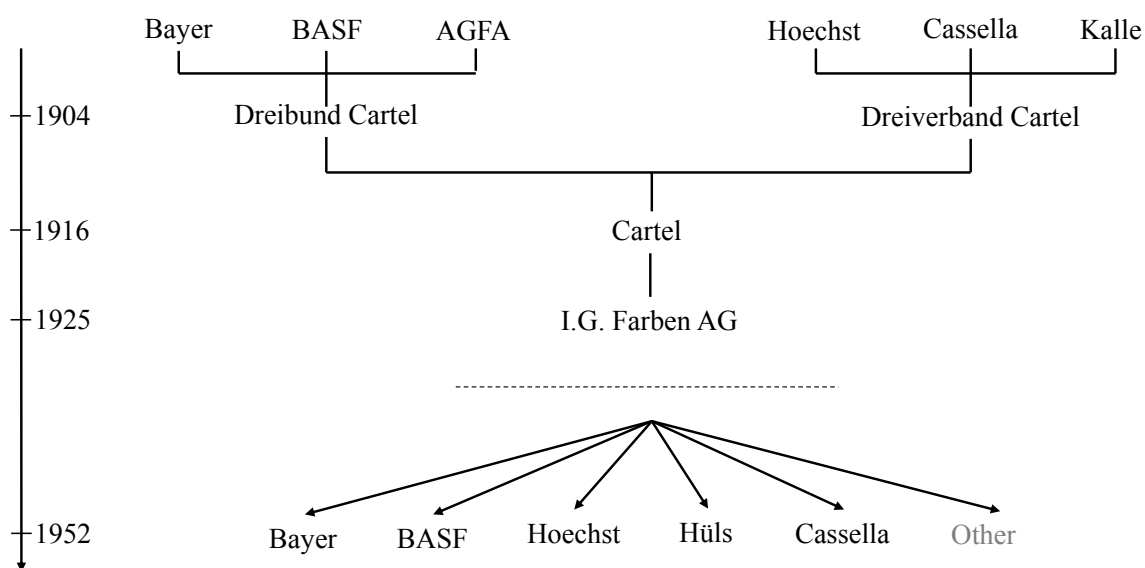 Bayer BASF AGFA Hoechst Cassella Kalle
1904 Dreibund Cartel Dreiverband Cartel
1916 Cartel
1925 I.G. Farben AG
1952 Bayer BASF Hoechst Hüls Cassella Other